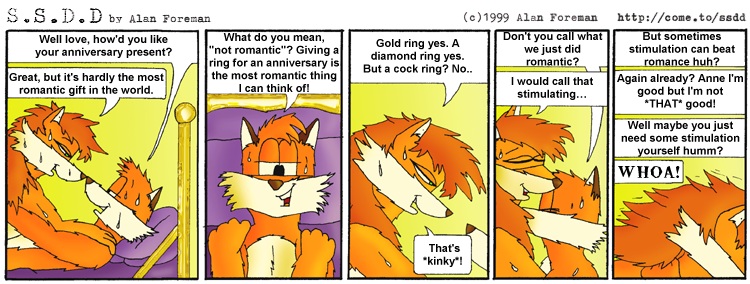 S.S.D.D by Alan Foreman (c)1999 Alan Foreman http://come.to/ssdd
Well love, how'd you like
your anniversary present?
Great, but it's hardly the most
romantic gift in the world.
What do you mean,
"not romantic"? Giving a
ring for an anniversary is
the most romantic thing
I can think of!
Gold ring yes. A
diamond ring yes.
But a cock ring? No..
That's
*kinky*!
Don't you call what
we just did
romantic?
I would call that
stimulating...
But sometimes
stimulation can beat
romance huh?
Again already? Anne I'm
good but I'm not
*THAT* good!
Well maybe you just
need some stimulation
yourself humm?
WHOA!